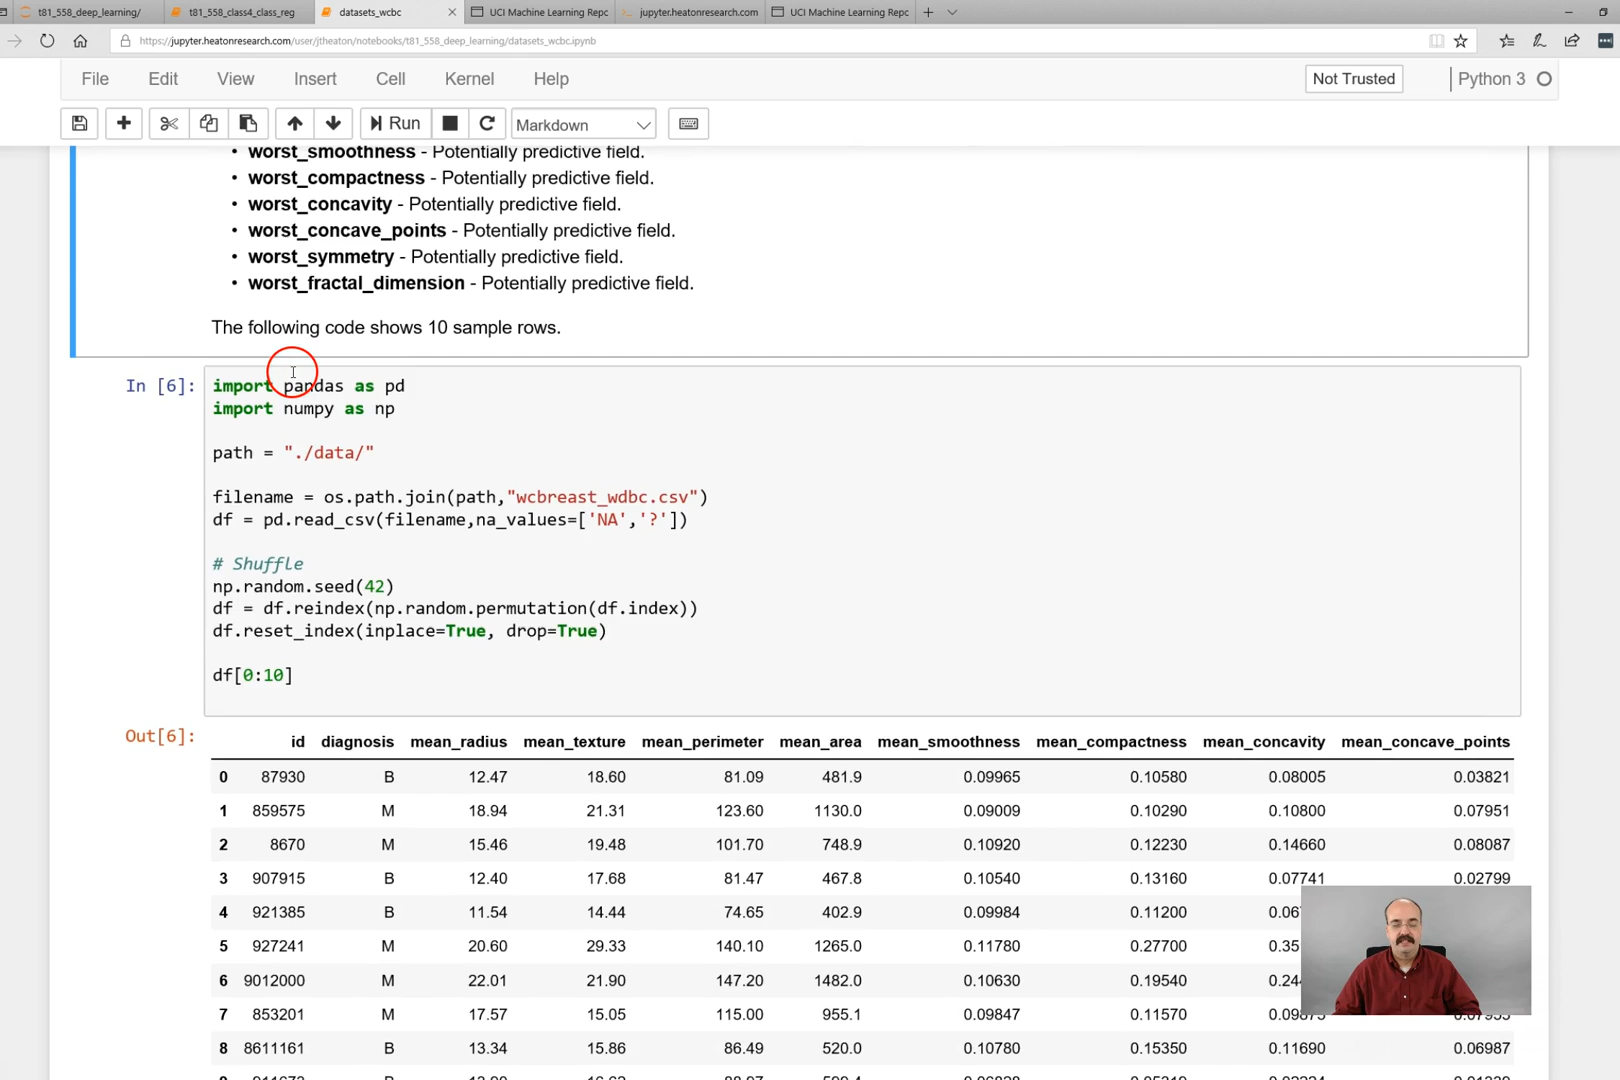 t81_558_deep_learning/ t81_558_class4_class_reg datasets_wcbc UCI Machine Learning Repc jupyter.heatonresearch.com UCI Machine Learning Repc
https://jupyter.heatonresearch.com/user/jtheaton/notebooks/t81_558_deep_learning/datasets_wcbc.ipynb
File Edit View Insert Cell Kernel Help Not Trusted Python 3
Run Markdown
• worst_smoothness - Potentially predictive field.
• worst_compactness - Potentially predictive field.
• worst_concavity - Potentially predictive field.
• worst_concave_points - Potentially predictive field.
• worst_symmetry - Potentially predictive field.
• worst_fractal_dimension - Potentially predictive field.
The following code shows 10 sample rows.
In [6]: import pandas as pd
import numpy as np
path = "./data/"
filename = os.path.join(path,"wcbreast_wdbc.csv")
df = pd.read_csv(filename,na_values=['NA','?'])
# Shuffle
np.random.seed(42)
df = df.reindex(np.random.permutation(df.index))
df.reset_index(inplace=True, drop=True)
df[0:10]
Out[6]:
id diagnosis mean_radius mean_texture mean_perimeter mean_area mean_smoothness mean_compactness mean_concavity mean_concave_points
0 87930 B 12.47 18.60 81.09 481.9 0.09965 0.10580 0.08005 0.03821
1 859575 M 18.94 21.31 123.60 1130.0 0.09009 0.10290 0.10800 0.07951
2 8670 M 15.46 19.48 101.70 748.9 0.10920 0.12230 0.14660 0.08087
3 907915 B 12.40 17.68 81.47 467.8 0.10540 0.13160 0.07741 0.02799
4 921385 B 11.54 14.44 74.65 402.9 0.09984 0.11200
5 927241 M 20.60 29.33 140.10 1265.0 0.11780 0.27700
6 9012000 M 22.01 21.90 147.20 1482.0 0.10630 0.19540
7 853201 M 17.57 15.05 115.00 955.1 0.09847 0.11570
8 8611161 B 13.34 15.86 86.49 520.0 0.10780 0.15350 0.11690 0.06987